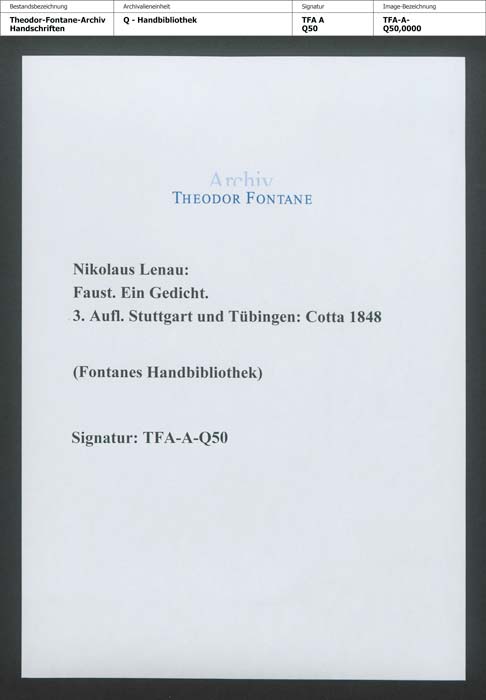 Bestandsbezeichnung
Theodor-Fontane-Archiv
Handschriften
Archivalieneinheit
Q - Handbibliothek
Signatur
TFA A
Q50
Image-Bezeichnung
TFA-A-
Q50,0000
Archiv
THEODOR FONTANE
Nikolaus Lenau:
Faust. Ein Gedicht.
3. Aufl. Stuttgart und Tübingen: Cotta 1848
(Fontanes Handbibliothek)
Signatur: TFA-A-Q50